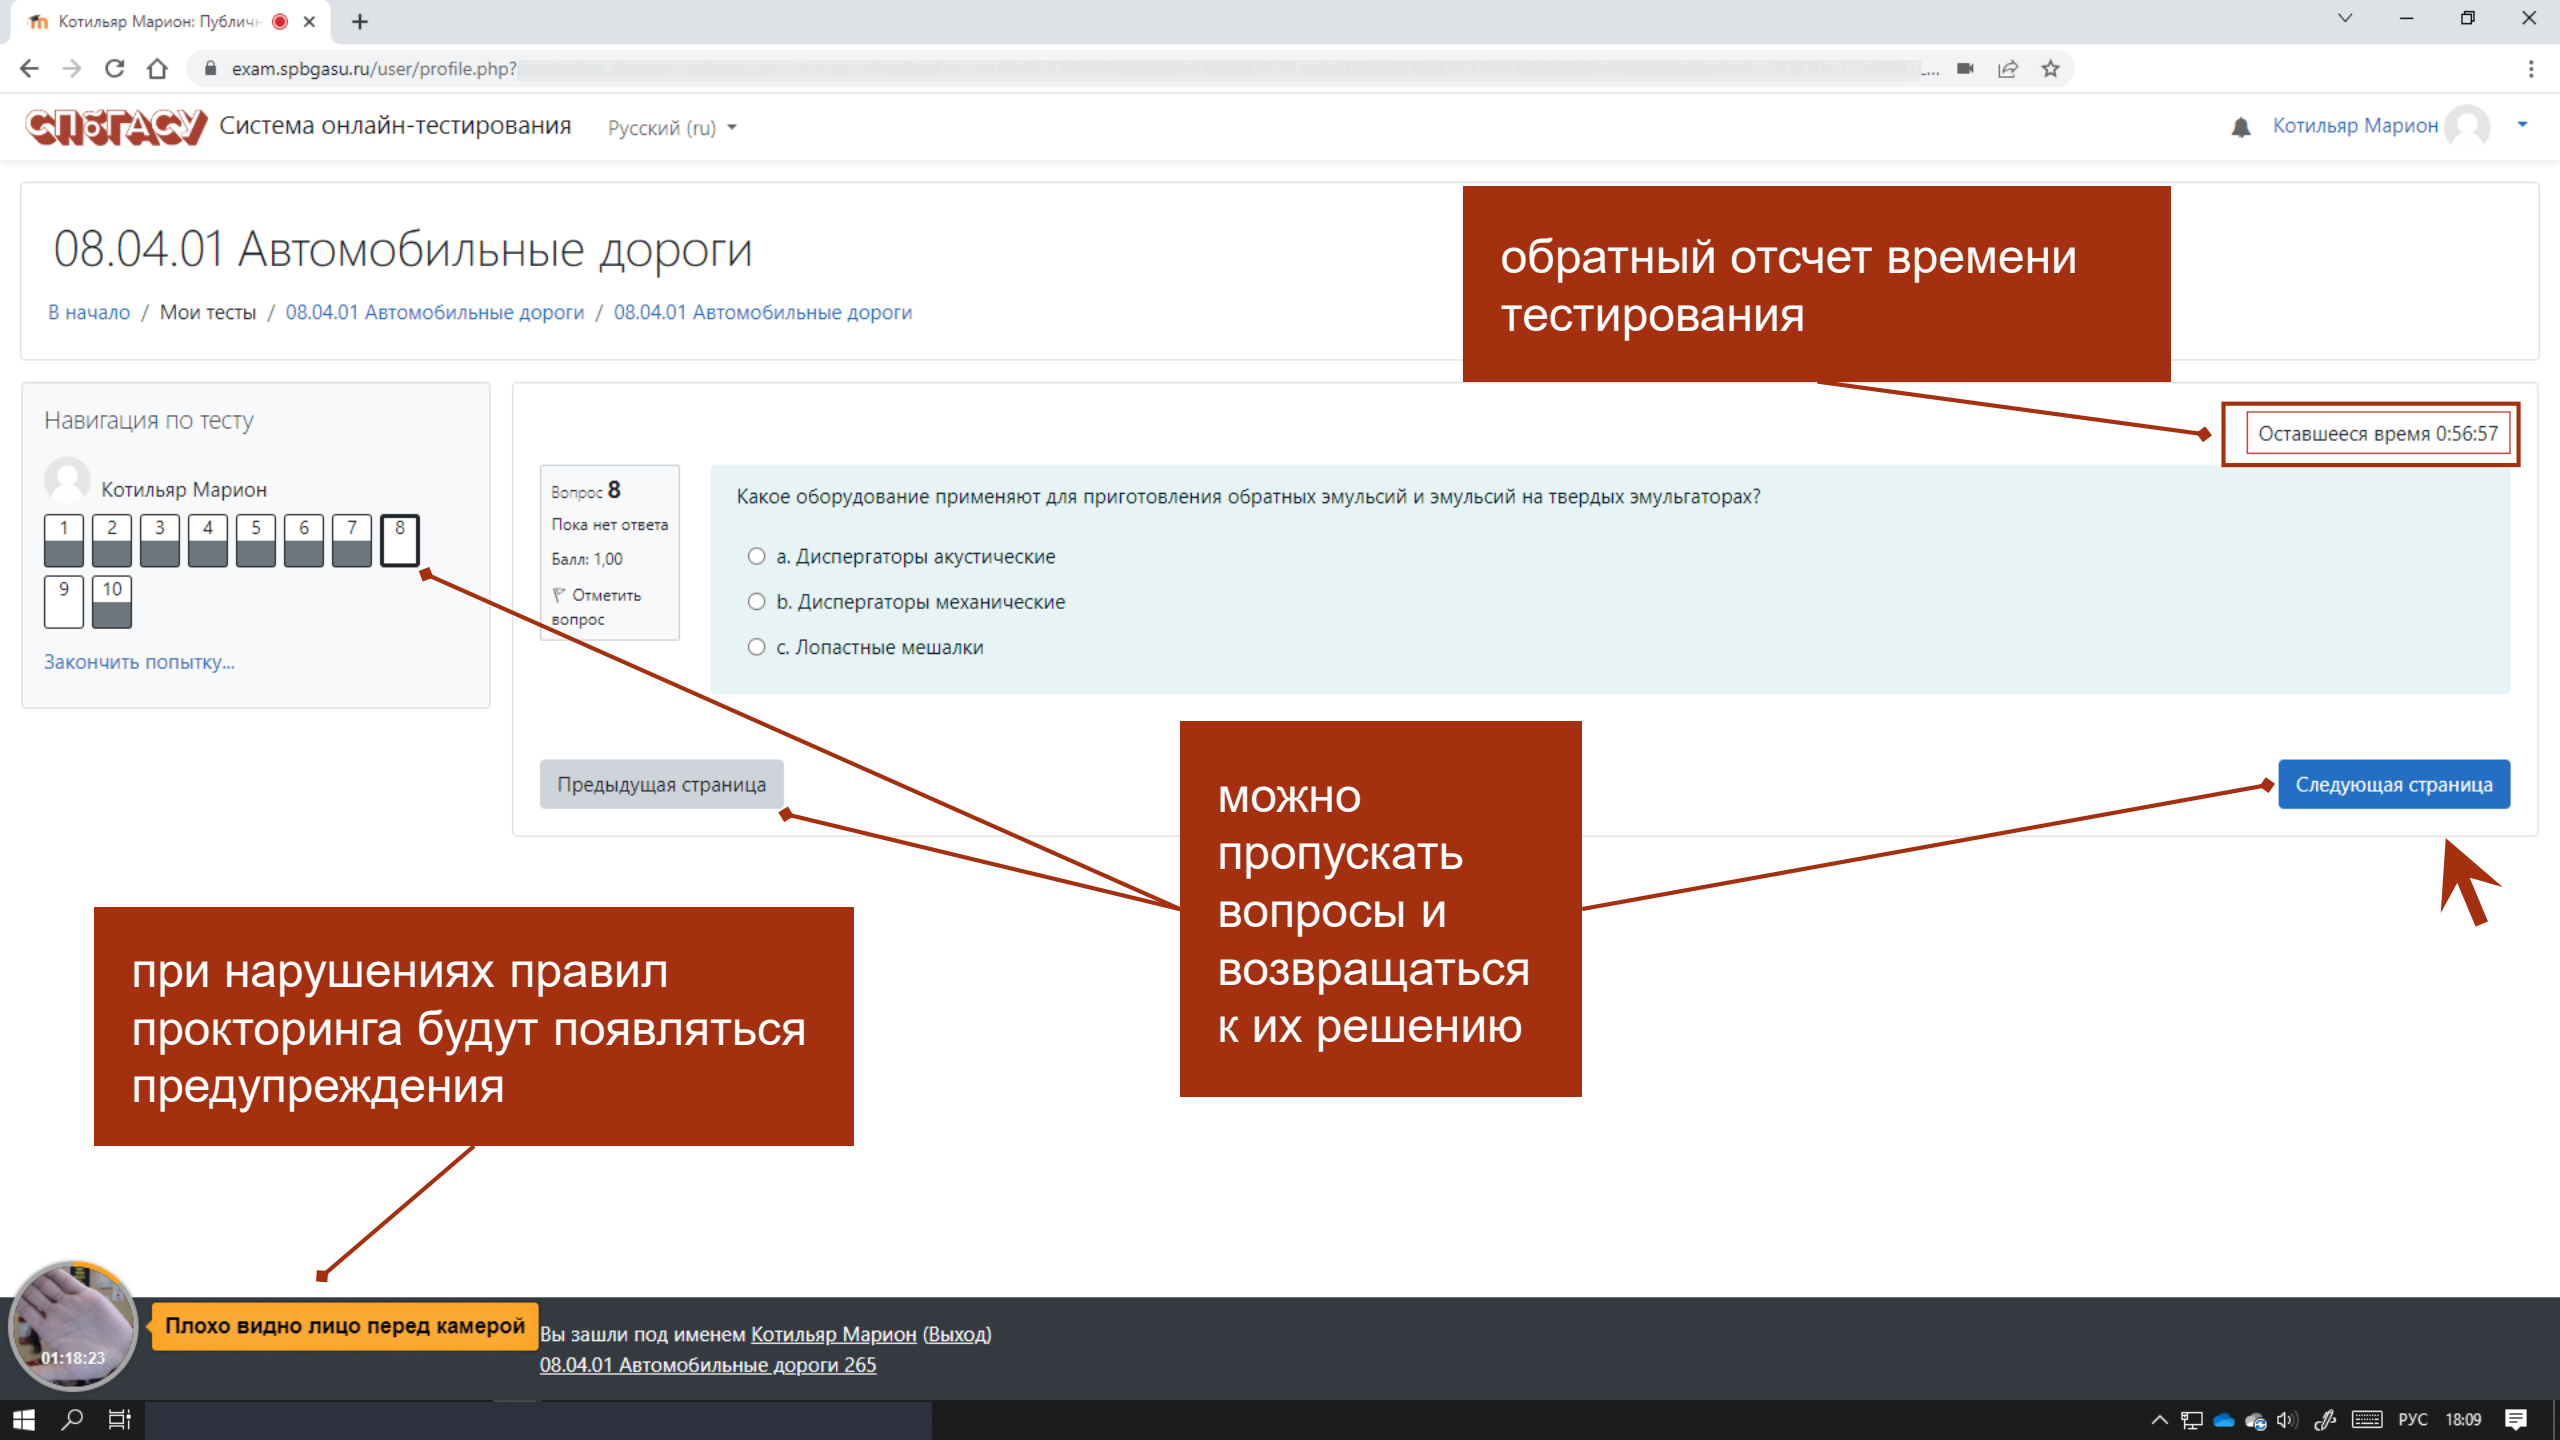 Котильяр Марион: Публичн
exam.spbgasu.ru/user/profile.php?
СПбГАСУ Система онлайн-тестирования Русский (ru)
Котильяр Марион
08.04.01 Автомобильные дороги
В начало / Мои тесты / 08.04.01 Автомобильные дороги / 08.04.01 Автомобильные дороги
обратный отсчет времени
тестирования
Навигация по тесту
Котильяр Марион
1 2 3 4 5 6 7 8
9 10
Закончить попытку...
Оставшееся время 0:56:57
Вопрос 8
Пока нет ответа
Балл: 1,00
Отметить
вопрос
Какое оборудование применяют для приготовления обратных эмульсий и эмульсий на твердых эмульгаторах?
a. Диспергаторы акустические
b. Диспергаторы механические
c. Лопастные мешалки
Предыдущая страница
Следующая страница
можно
пропускать
вопросы и
возвращаться
к их решению
при нарушениях правил
прокторинга будут появляться
предупреждения
01:18:23
Плохо видно лицо перед камерой
Вы зашли под именем Котильяр Марион (Выход)
08.04.01 Автомобильные дороги 265
РУС 18:09